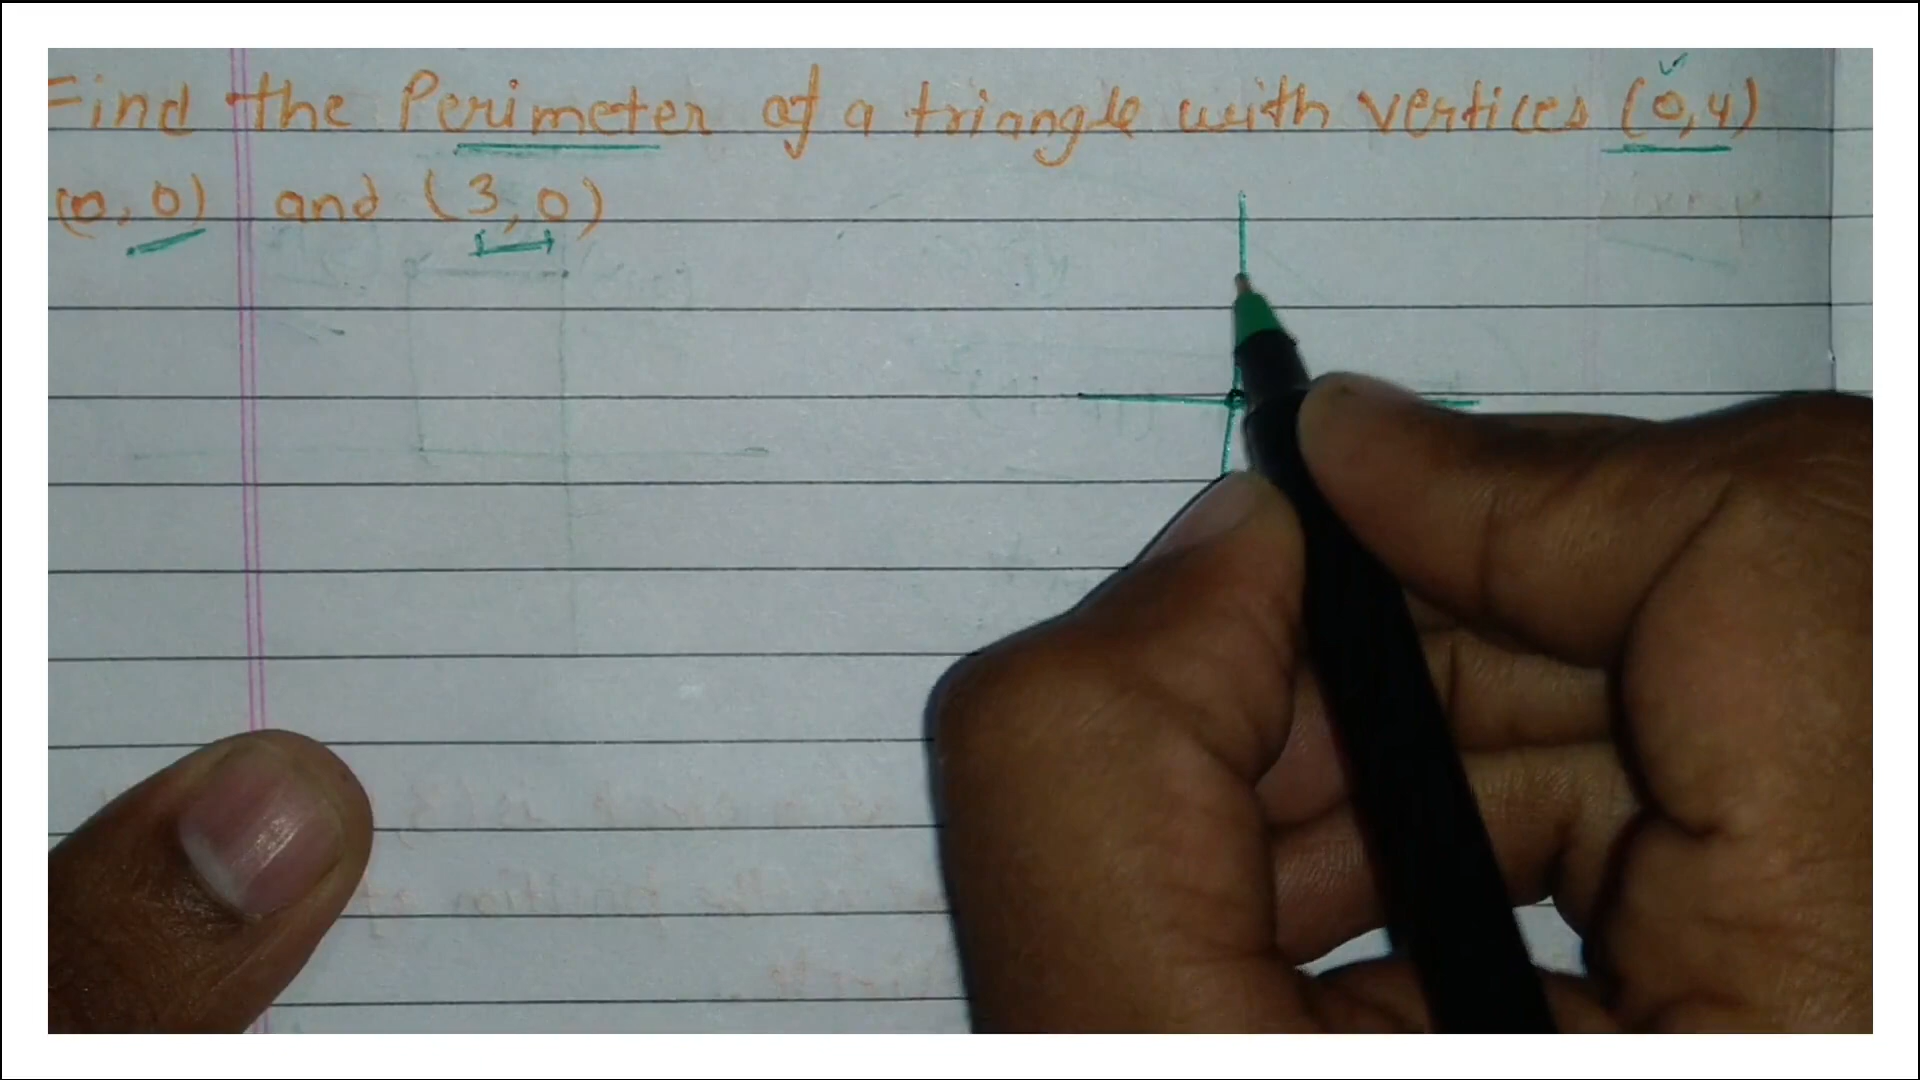 Find the Perimeter of a triangle with vertices (0,4)
(0,0) and (3,0)